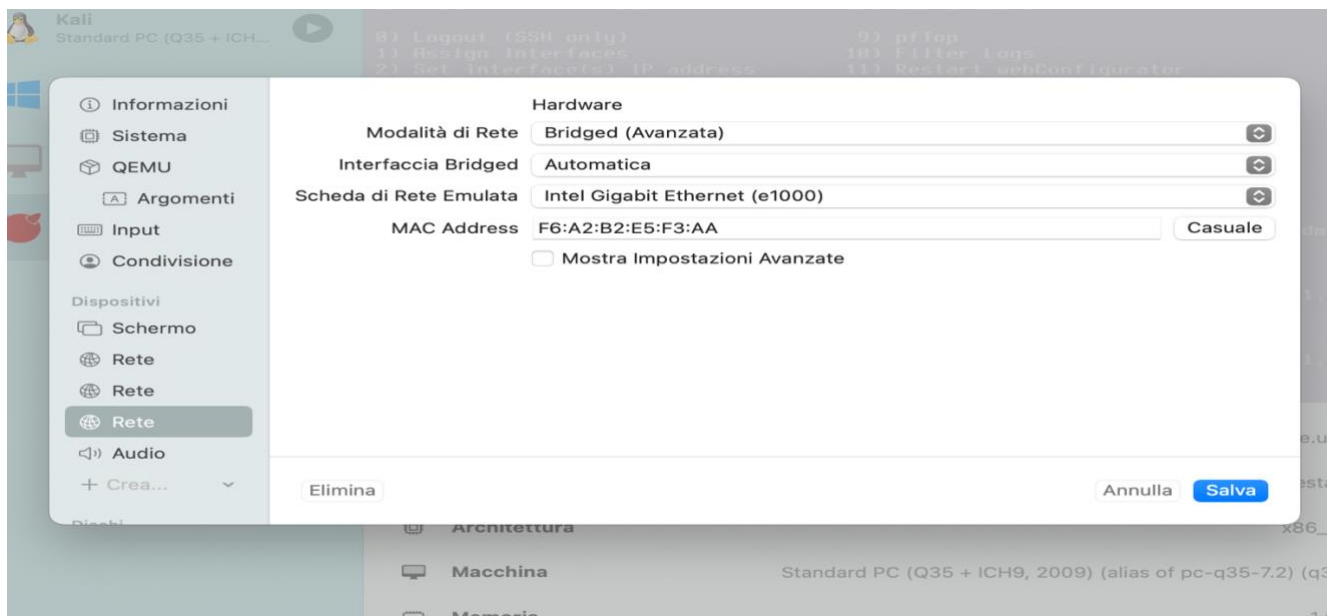 Kali
Standard PC (Q35 + ICH...
0) Logout (SSH only) 9) pfTop
1) Assign Interfaces 10) Filter Logs
2) Set interface(s) IP address 11) Restart webConfigurator
Informazioni
Sistema
QEMU
Argomenti
Input
Condivisione
Dispositivi
Schermo
Rete
Rete
Rete
Audio
+ Crea...
Dischi
Hardware
Modalità di Rete Bridged (Avanzata)
Interfaccia Bridged Automatica
Scheda di Rete Emulata Intel Gigabit Ethernet (e1000)
MAC Address F6:A2:B2:E5:F3:AA Casuale
Mostra Impostazioni Avanzate
Elimina Annulla Salva
Architettura x86_
Macchina Standard PC (Q35 + ICH9, 2009) (alias of pc-q35-7.2) (q3
Memoria